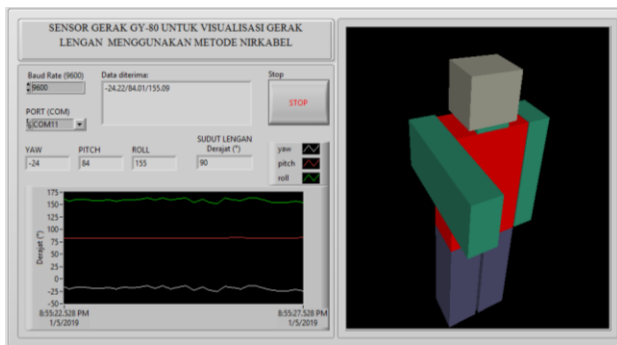 SENSOR GERAK GY-80 UNTUK VISUALISASI GERAK
LENGAN MENGGUNAKAN METODE NIRKABEL
Baud Rate (9600)
9600
PORT (COM)
COM11
Data diterima:
-24.22/84.01/155.09
Stop
STOP
YAW
-24
PITCH
84
ROLL
155
SUDUT LENGAN
Derajat (°)
90
yaw
pitch
roll
Derajat (°)
175
150
125
100
75
50
25
0
-25
-50
8:55:22.528 PM
1/5/2019
8:55:27.528 PM
1/5/2019